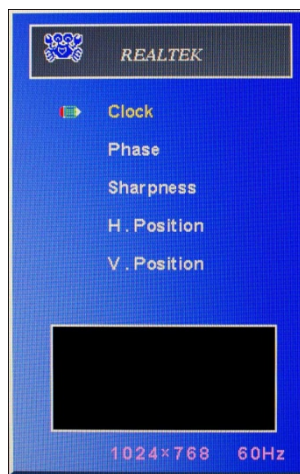 REALTEK
Clock
Phase
Sharpness
H.Position
V.Position
1024×768 60Hz